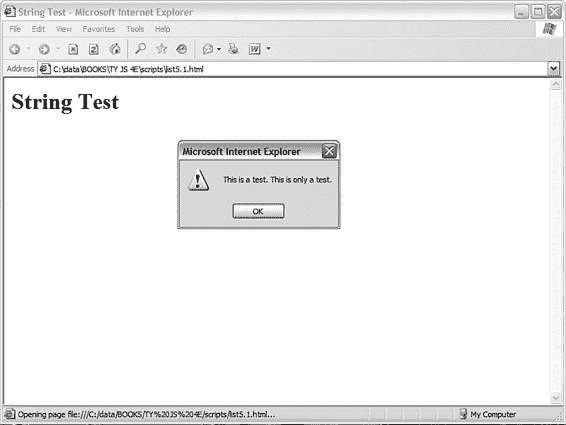 String Test - Microsoft Internet Explorer
File Edit View Favorites Tools Help
Address C:\data\BOOKS\TY JS 4E\scripts\list5.1.html
String Test
Microsoft Internet Explorer
This is a test. This is only a test.
OK
Opening page file:///C:/data/BOOKS/TY%20JS%204E/scripts/list5.1.html... My Computer